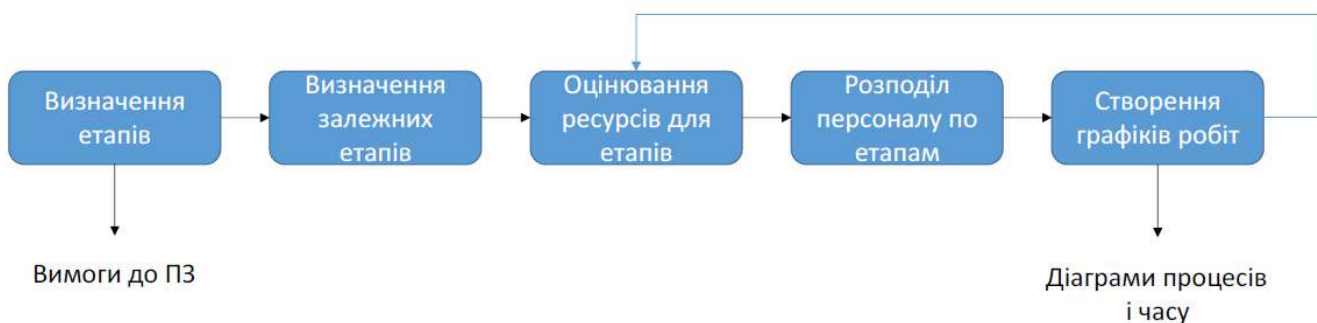 Визначення
етапів
Визначення
залежних
етапів
Оцінювання
ресурсів для
етапів
Розподіл
персоналу по
етапам
Створення
графіків робіт
Вимоги до ПЗ
Діаграми процесів
і часу